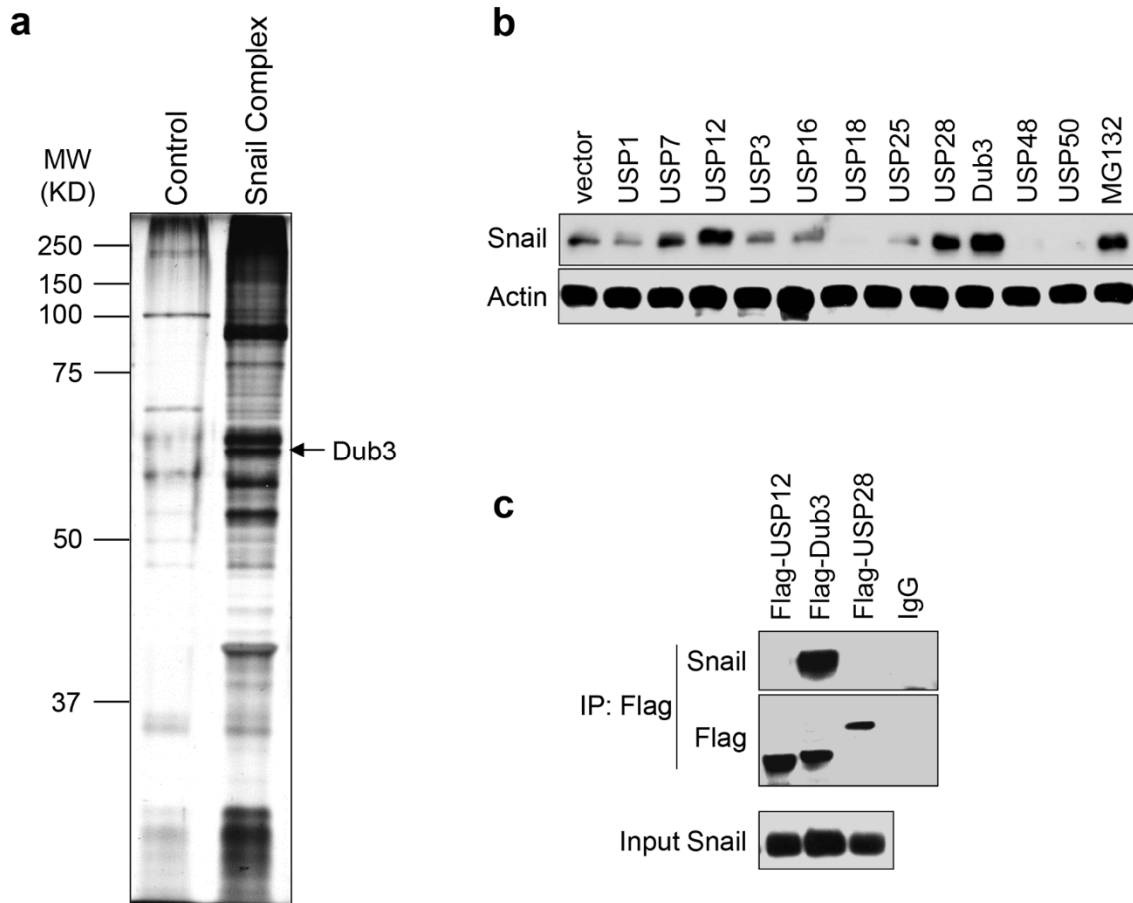 a
MW
(KD)
Control
Snail Complex
250
150
100
75
50
37
Dub3
b
vector
USP1
USP7
USP12
USP3
USP16
USP18
USP25
USP28
Dub3
USP48
USP50
MG132
Snail
Actin
c
Flag-USP12
Flag-Dub3
Flag-USP28
IgG
IP: Flag
Snail
Flag
Input Snail